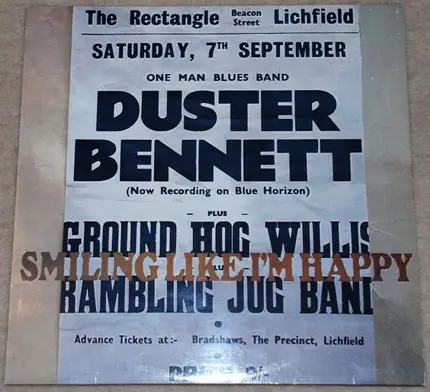 The Rectangle Beacon Street Lichfield
SATURDAY, 7TH SEPTEMBER
ONE MAN BLUES BAND
DUSTER
BENNETT
(Now Recording on Blue Horizon)
— PLUS —
GROUND HOG WILLIS
SMILING LIKE I'M HAPPY
RAMBLING JUG BAND
Advance Tickets at :- Bradshaws, The Precinct, Lichfield